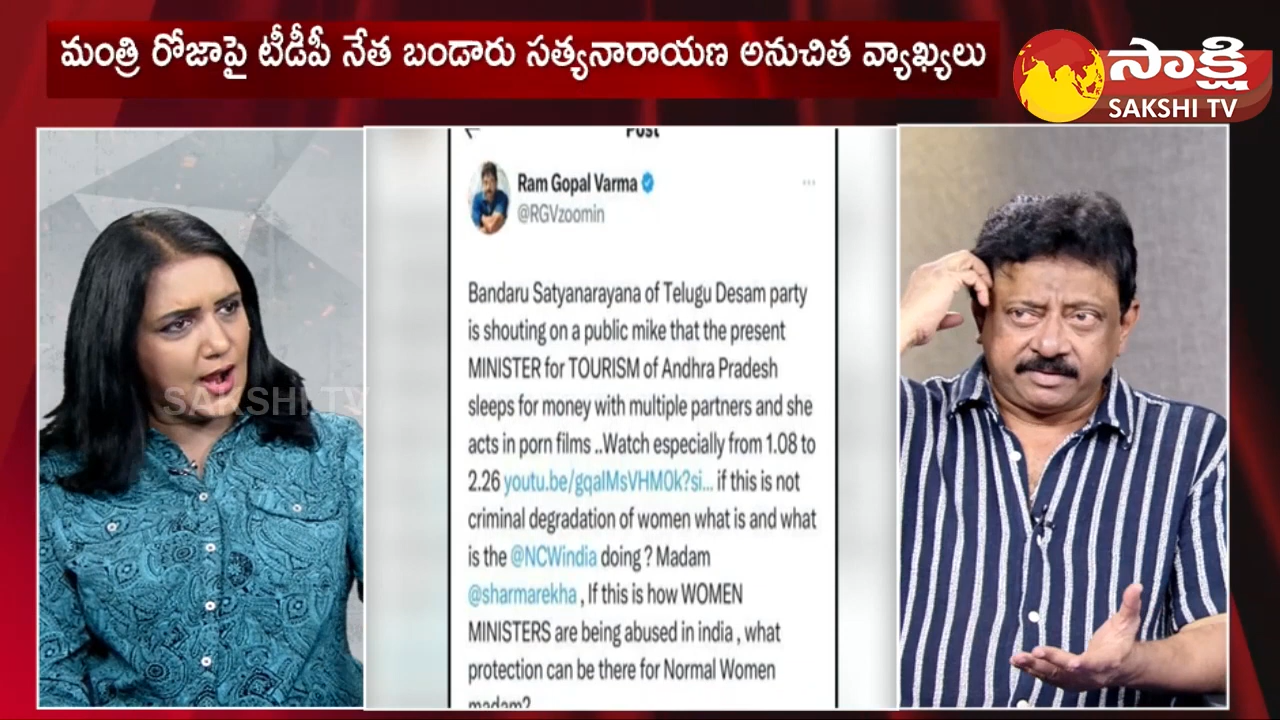 మంత్రి రోజాపై టీడీపీ నేత బండారు సత్యనారాయణ అనుచిత వ్యాఖ్యలు
సాక్షి
SAKSHI TV
Post
Ram Gopal Varma
@RGVzoomin
Bandaru Satyanarayana of Telugu Desam party
is shouting on a public mike that the present
MINISTER for TOURISM of Andhra Pradesh
sleeps for money with multiple partners and she
acts in porn films ..Watch especially from 1.08 to
2.26 youtu.be/gqaIMsVHM0k?si... if this is not
criminal degradation of women what is and what
is the @NCWindia doing ? Madam
@sharmarekha , If this is how WOMEN
MINISTERS are being abused in india , what
protection can be there for Normal Women
madam?
SAKSHI TV